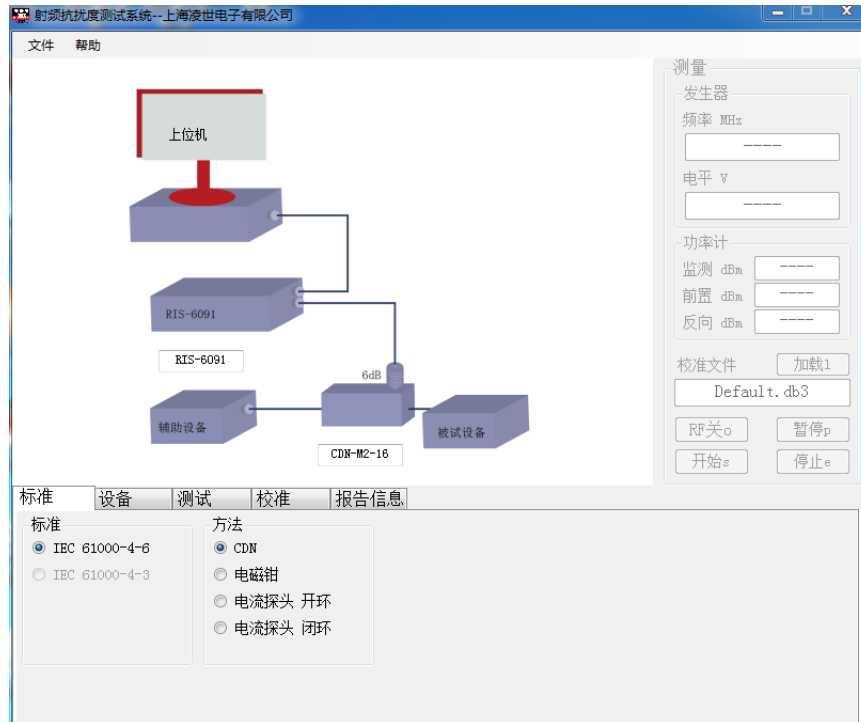 射频抗扰度测试系统--上海凌世电子有限公司
文件 帮助
上位机
RIS-6091
RIS-6091
6dB
辅助设备
被试设备
CDN-M2-16
测量
发生器
频率 MHz
----
电平 V
----
功率计
监测 dBm ----
前置 dBm ----
反向 dBm ----
校准文件 加载l
Default.db3
RF关o 暂停p
开始s 停止e
标准 设备 测试 校准 报告信息
标准
IEC 61000-4-6
IEC 61000-4-3
方法
CDN
电磁钳
电流探头 开环
电流探头 闭环